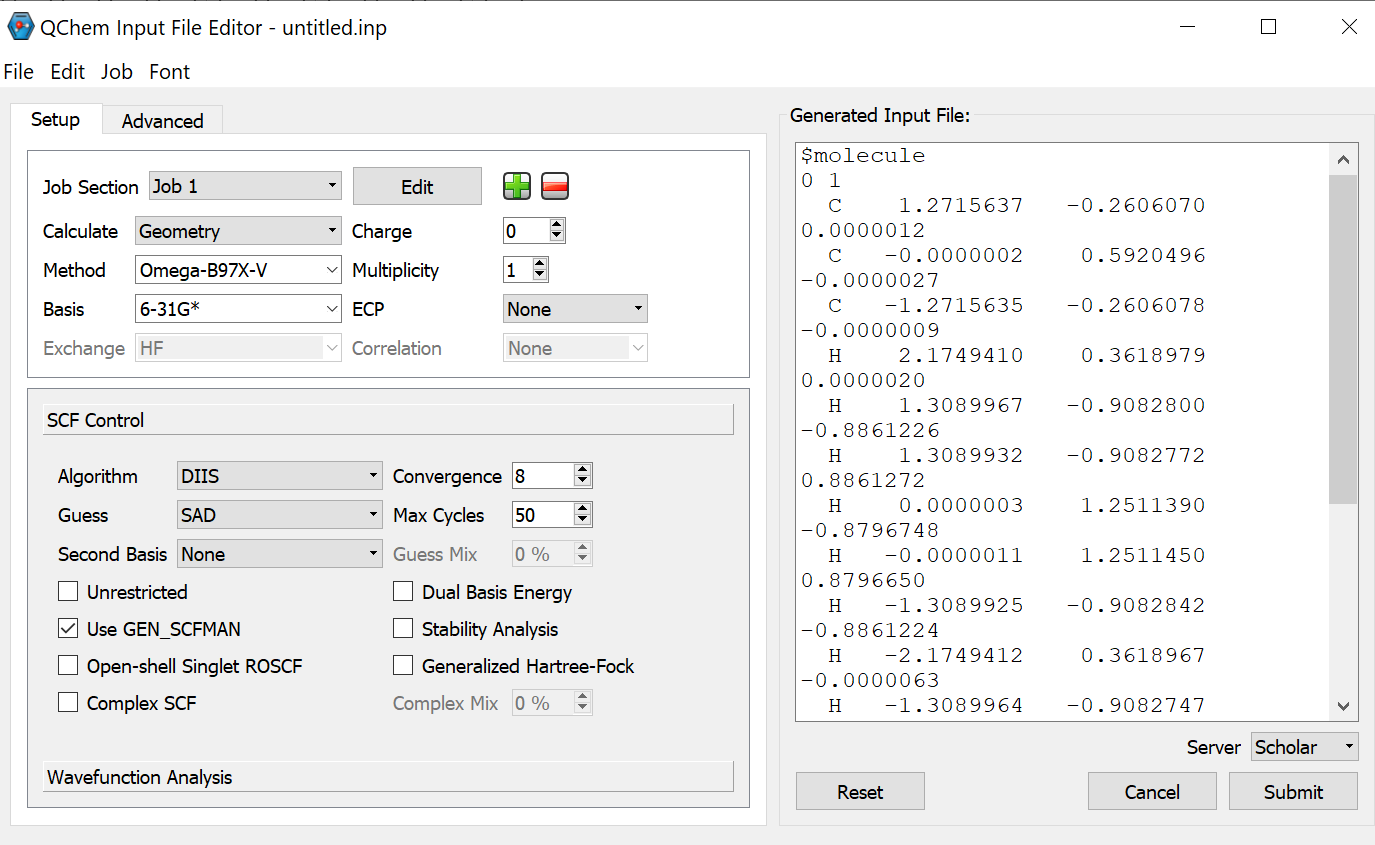 QChem Input File Editor - untitled.inp
File Edit Job Font
Setup Advanced
Job Section Job 1 Edit
Calculate Geometry Charge 0
Method Omega-B97X-V Multiplicity 1
Basis 6-31G* ECP None
Exchange HF Correlation None
SCF Control
Algorithm DIIS Convergence 8
Guess SAD Max Cycles 50
Second Basis None Guess Mix 0 %
Unrestricted Dual Basis Energy
Use GEN_SCFMAN Stability Analysis
Open-shell Singlet ROSCF Generalized Hartree-Fock
Complex SCF Complex Mix 0 %
Wavefunction Analysis
Generated Input File:
$molecule
0 1
C 1.2715637 -0.2606070
0.0000012
C -0.0000002 0.5920496
-0.0000027
C -1.2715635 -0.2606078
-0.0000009
H 2.1749410 0.3618979
0.0000020
H 1.3089967 -0.9082800
-0.8861226
H 1.3089932 -0.9082772
0.8861272
H 0.0000003 1.2511390
-0.8796748
H -0.0000011 1.2511450
0.8796650
H -1.3089925 -0.9082842
-0.8861224
H -2.1749412 0.3618967
-0.0000063
H -1.3089964 -0.9082747
Server Scholar
Reset Cancel Submit